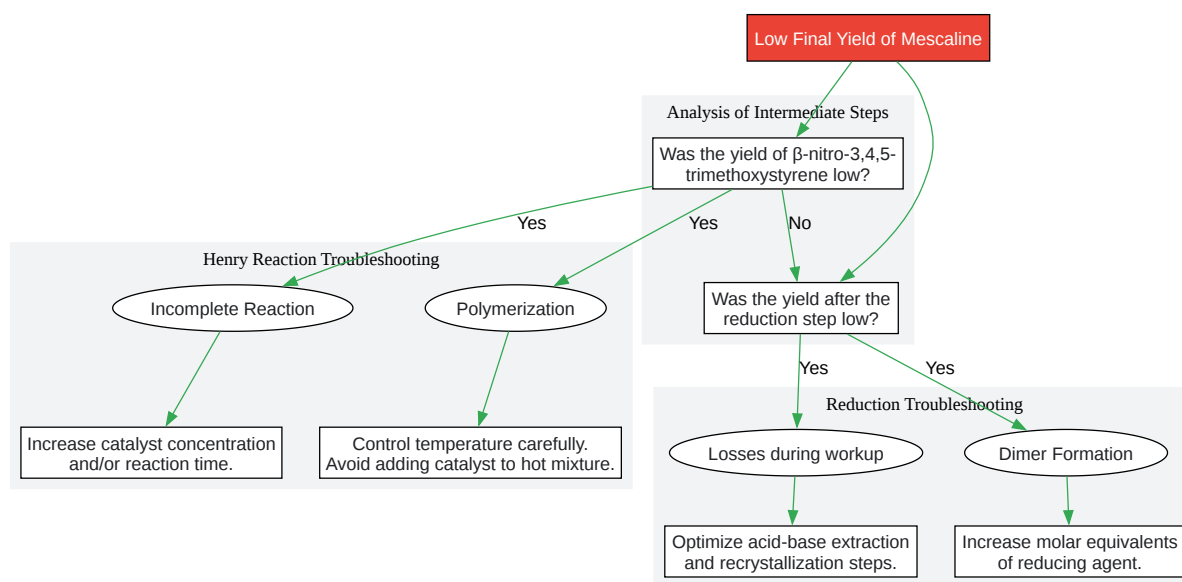 Low Final Yield of Mescaline
Analysis of Intermediate Steps
Was the yield of β-nitro-3,4,5-
trimethoxystyrene low?
Yes
Yes
No
Henry Reaction Troubleshooting
Incomplete Reaction
Polymerization
Was the yield after the
reduction step low?
Yes
Yes
Reduction Troubleshooting
Increase catalyst concentration
and/or reaction time.
Control temperature carefully.
Avoid adding catalyst to hot mixture.
Losses during workup
Dimer Formation
Optimize acid-base extraction
and recrystallization steps.
Increase molar equivalents
of reducing agent.